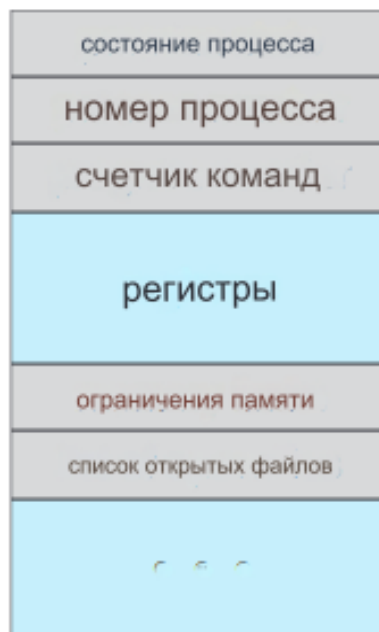 состояние процесса
номер процесса
счетчик команд
регистры
ограничения памяти
список открытых файлов